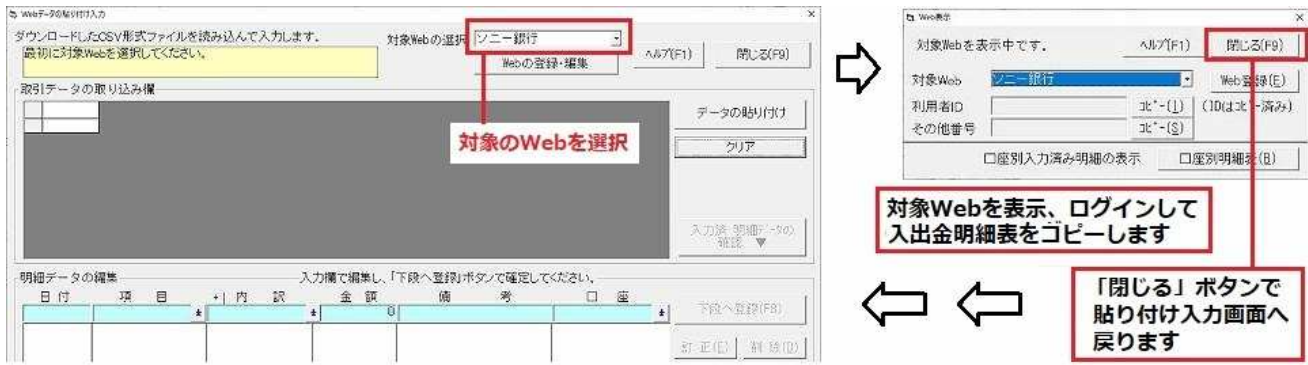 Webデータの貼り付け入力
ダウンロードしたCSV形式ファイルを読み込んで入力します。
最初に対象Webを選択してください。
対象Webの選択
ソニー銀行
Webの登録・編集
ヘルプ(F1)
閉じる(F9)
取引データの取り込み欄
対象のWebを選択
データの貼り付け
クリア
入力済 明細データの
確認 ▼
明細データの編集
入力欄で編集し、「下段へ登録」ボタンで確定してください。
日付 項目 +| 内訳 金額 備考 口座
0
下段へ登録(F8)
訂正(E) 削除(D)
Web表示
対象Webを表示中です。
ヘルプ(F1)
閉じる(F9)
対象Web
ソニー銀行
Web登録(E)
利用者ID
コピー(I)
(IDはコピー済み)
その他番号
コピー(S)
口座別入力済み明細の表示
口座別明細表(B)
対象Webを表示、ログインして
入出金明細表をコピーします
「閉じる」ボタンで
貼り付け入力画面へ
戻ります